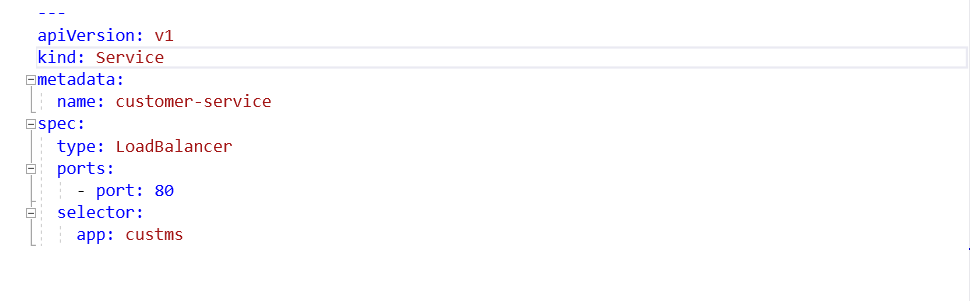 ---
apiVersion: v1
kind: Service
metadata:
  name: customer-service
spec:
  type: LoadBalancer
  ports:
    - port: 80
  selector:
    app: custms